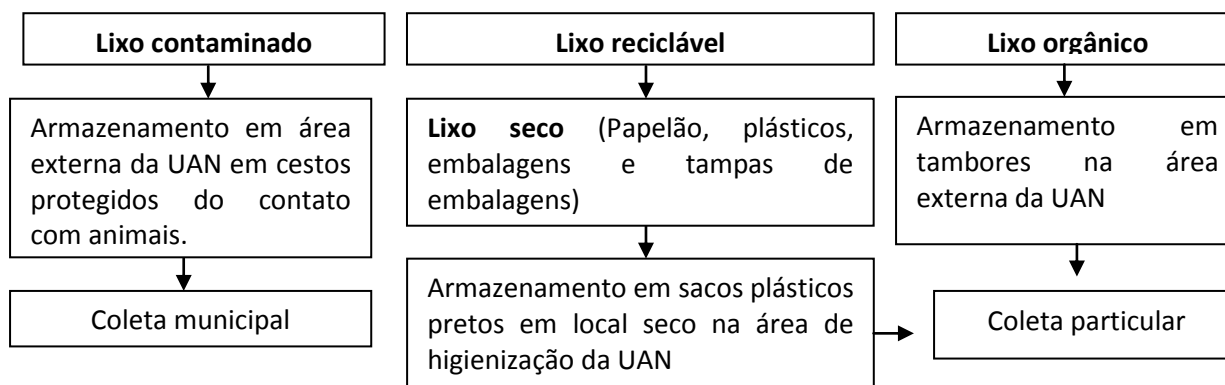 Lixo contaminado
Armazenamento em área
externa da UAN em cestos
protegidos do contato
com animais.
Coleta municipal
Lixo reciclável
Lixo seco (Papelão, plásticos,
embalagens e tampas de
embalagens)
Armazenamento em sacos plásticos
pretos em local seco na área de
higienização da UAN
Lixo orgânico
Armazenamento em
tambores na área
externa da UAN
Coleta particular